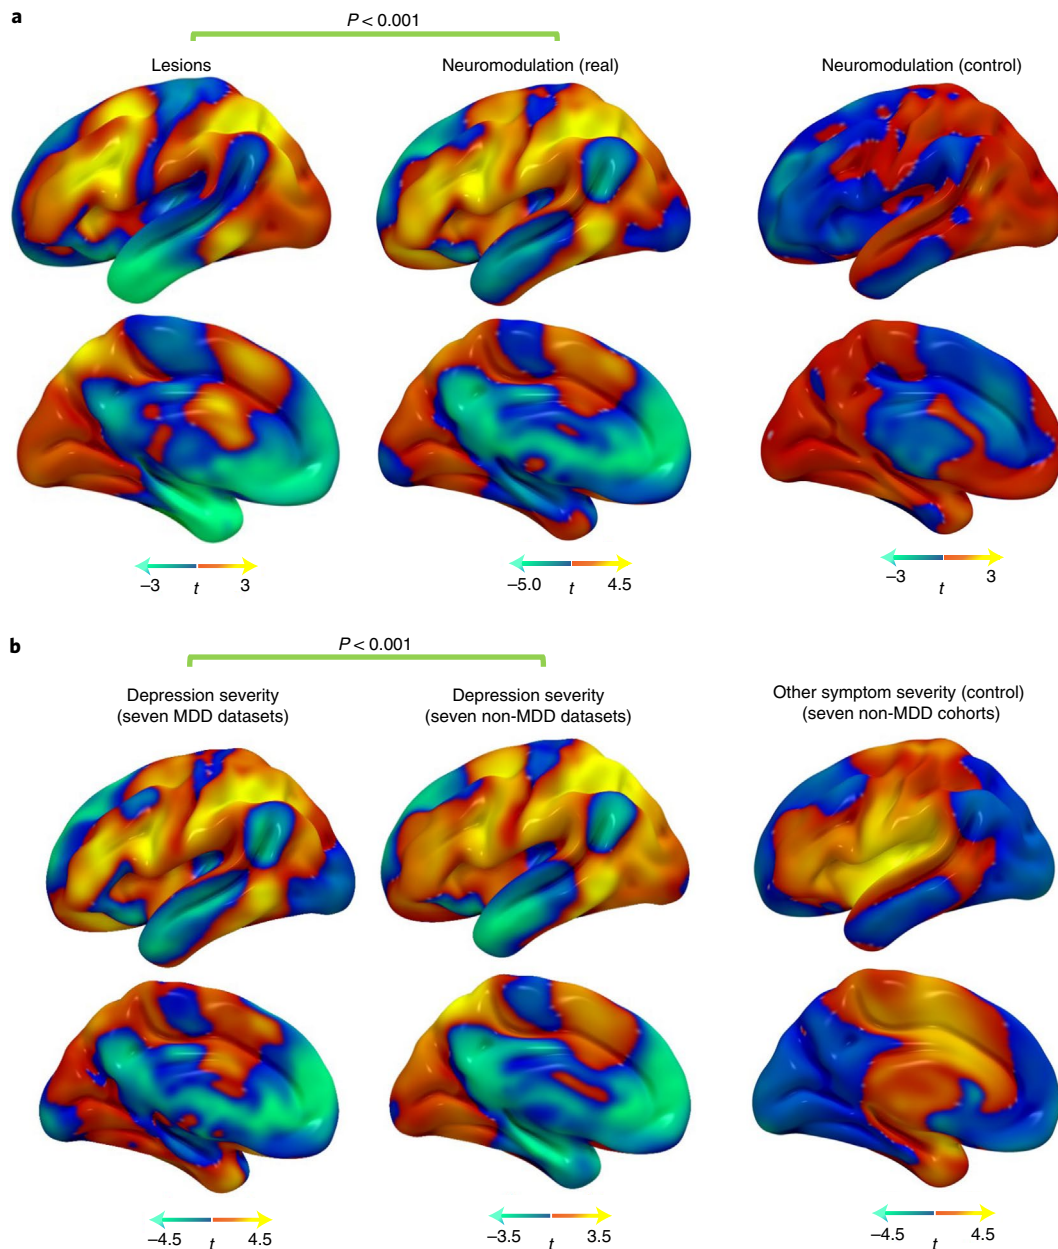 a
P < 0.001
Lesions
Neuromodulation (real)
Neuromodulation (control)
–3 t 3
–5.0 t 4.5
–3 t 3
b
P < 0.001
Depression severity
(seven MDD datasets)
Depression severity
(seven non-MDD datasets)
Other symptom severity (control)
(seven non-MDD cohorts)
–4.5 t 4.5
–3.5 t 3.5
–4.5 t 4.5